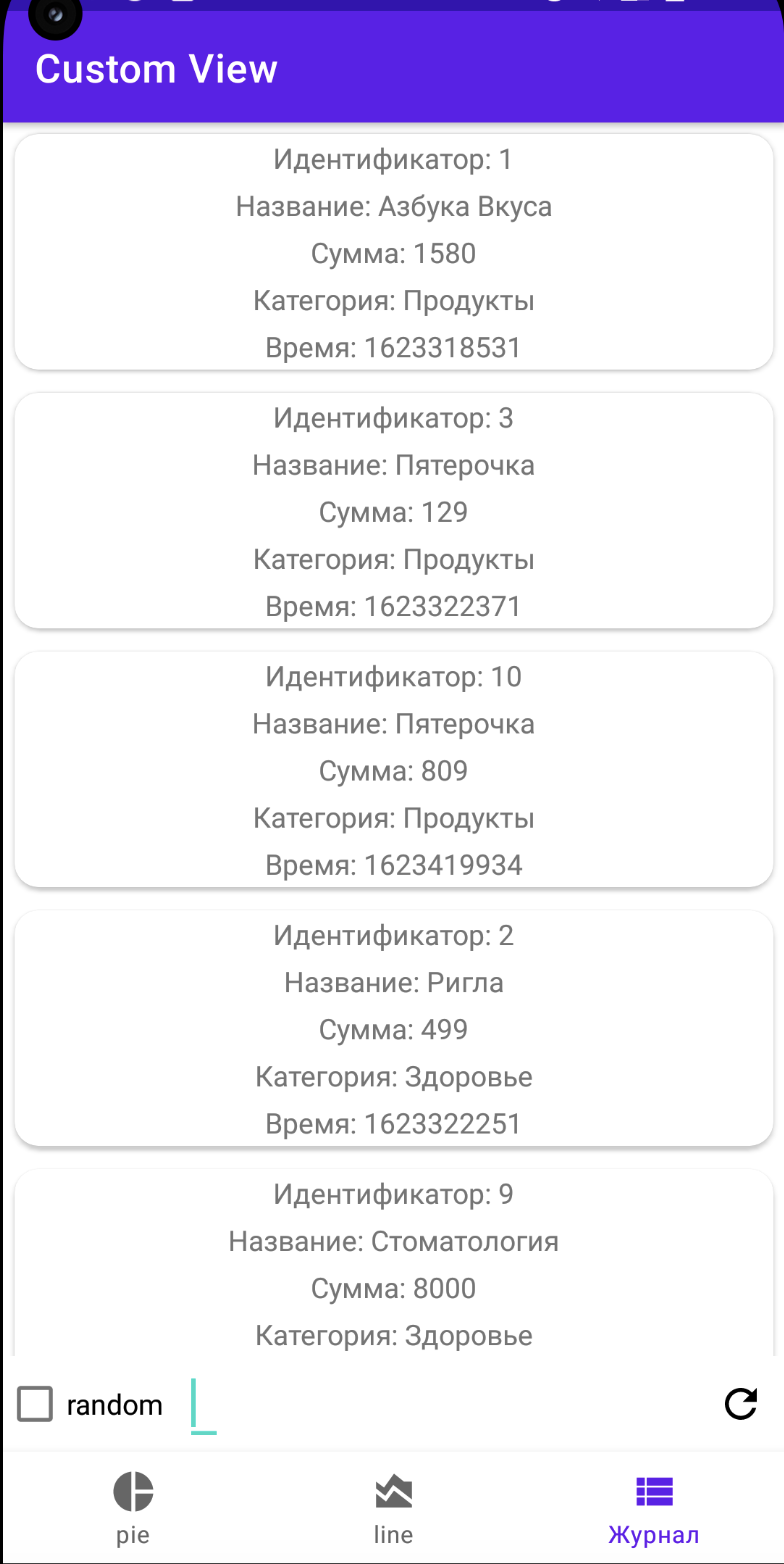 Custom View
Идентификатор: 1
Название: Азбука Вкуса
Сумма: 1580
Категория: Продукты
Время: 1623318531
Идентификатор: 3
Название: Пятерочка
Сумма: 129
Категория: Продукты
Время: 1623322371
Идентификатор: 10
Название: Пятерочка
Сумма: 809
Категория: Продукты
Время: 1623419934
Идентификатор: 2
Название: Ригла
Сумма: 499
Категория: Здоровье
Время: 1623322251
Идентификатор: 9
Название: Стоматология
Сумма: 8000
Категория: Здоровье
random
pie
line
Журнал